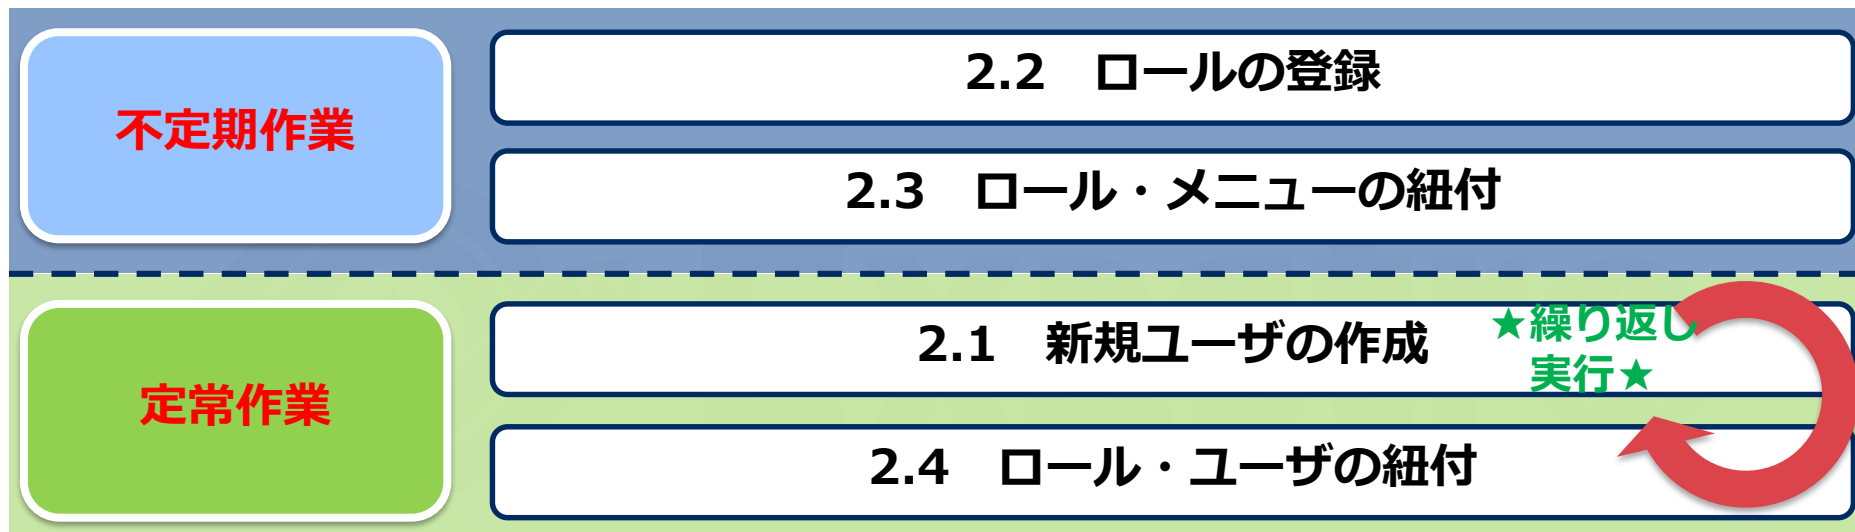 不定期作業
2.2　ロールの登録
2.3　ロール・メニューの紐付
定常作業
2.1　新規ユーザの作成
★繰り返し
実行★
2.4　ロール・ユーザの紐付